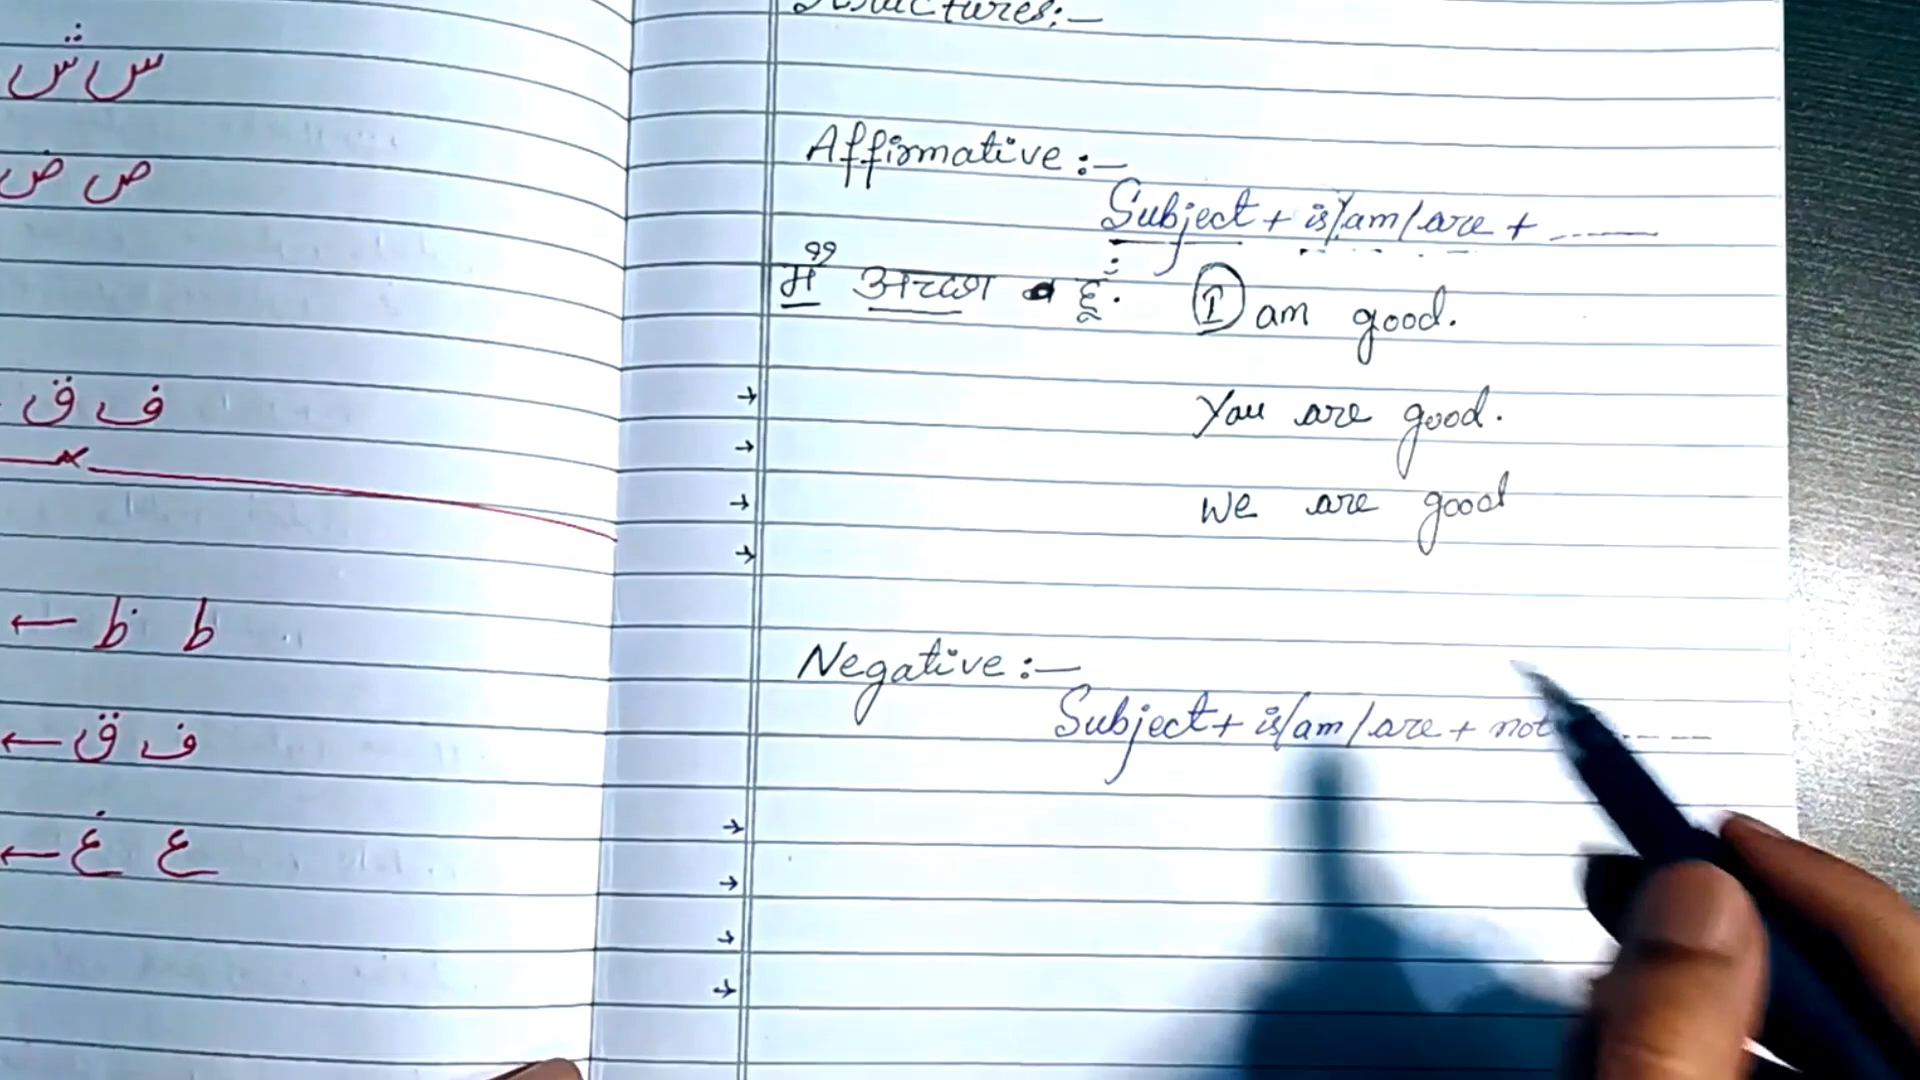 ش س
ض ص
ق ف
← ظ ط
← ق ف
← غ ع
Structures:—
Affirmative :—
Subject + is/am/are + ------
में अच्छा हूँ. I am good.
→ You are good.
→
→ We are good
→
Negative :—
Subject + is/am/are + not ----
→
→
→
→